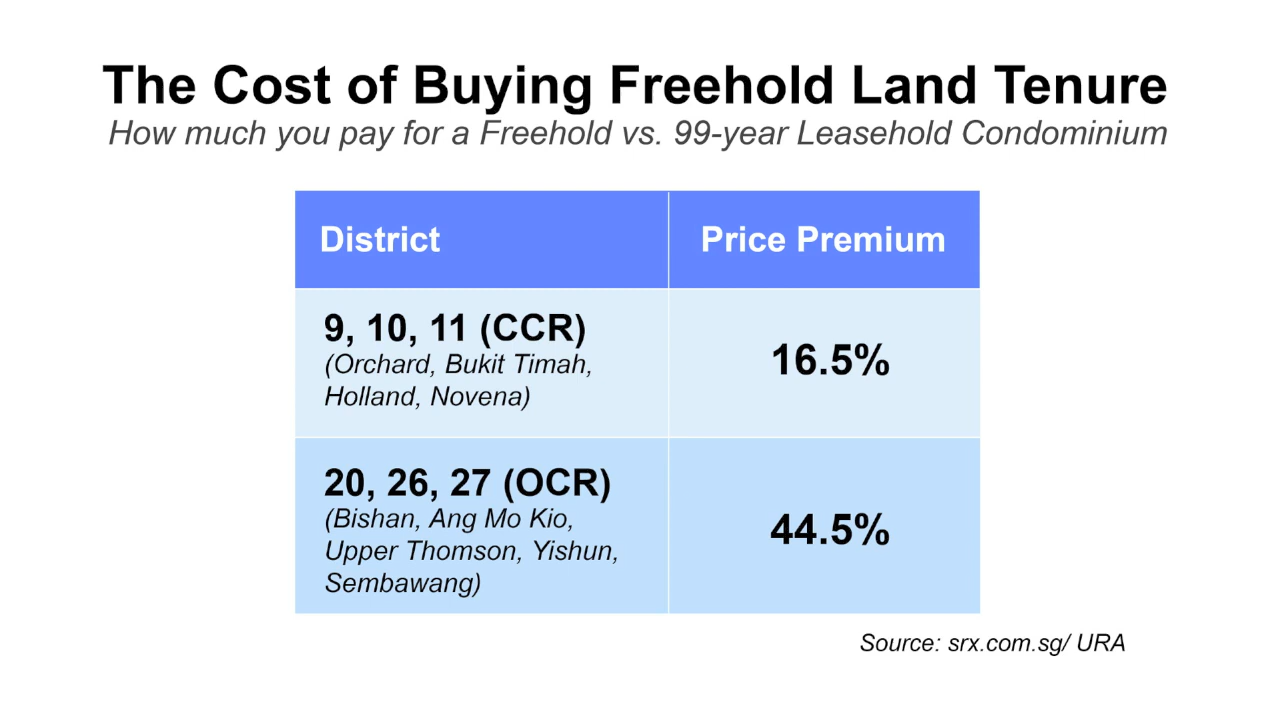 The Cost of Buying Freehold Land Tenure
How much you pay for a Freehold vs. 99-year Leasehold Condominium
District
Price Premium
9, 10, 11 (CCR)
(Orchard, Bukit Timah,
Holland, Novena)
16.5%
20, 26, 27 (OCR)
(Bishan, Ang Mo Kio,
Upper Thomson, Yishun,
Sembawang)
44.5%
Source: srx.com.sg/ URA